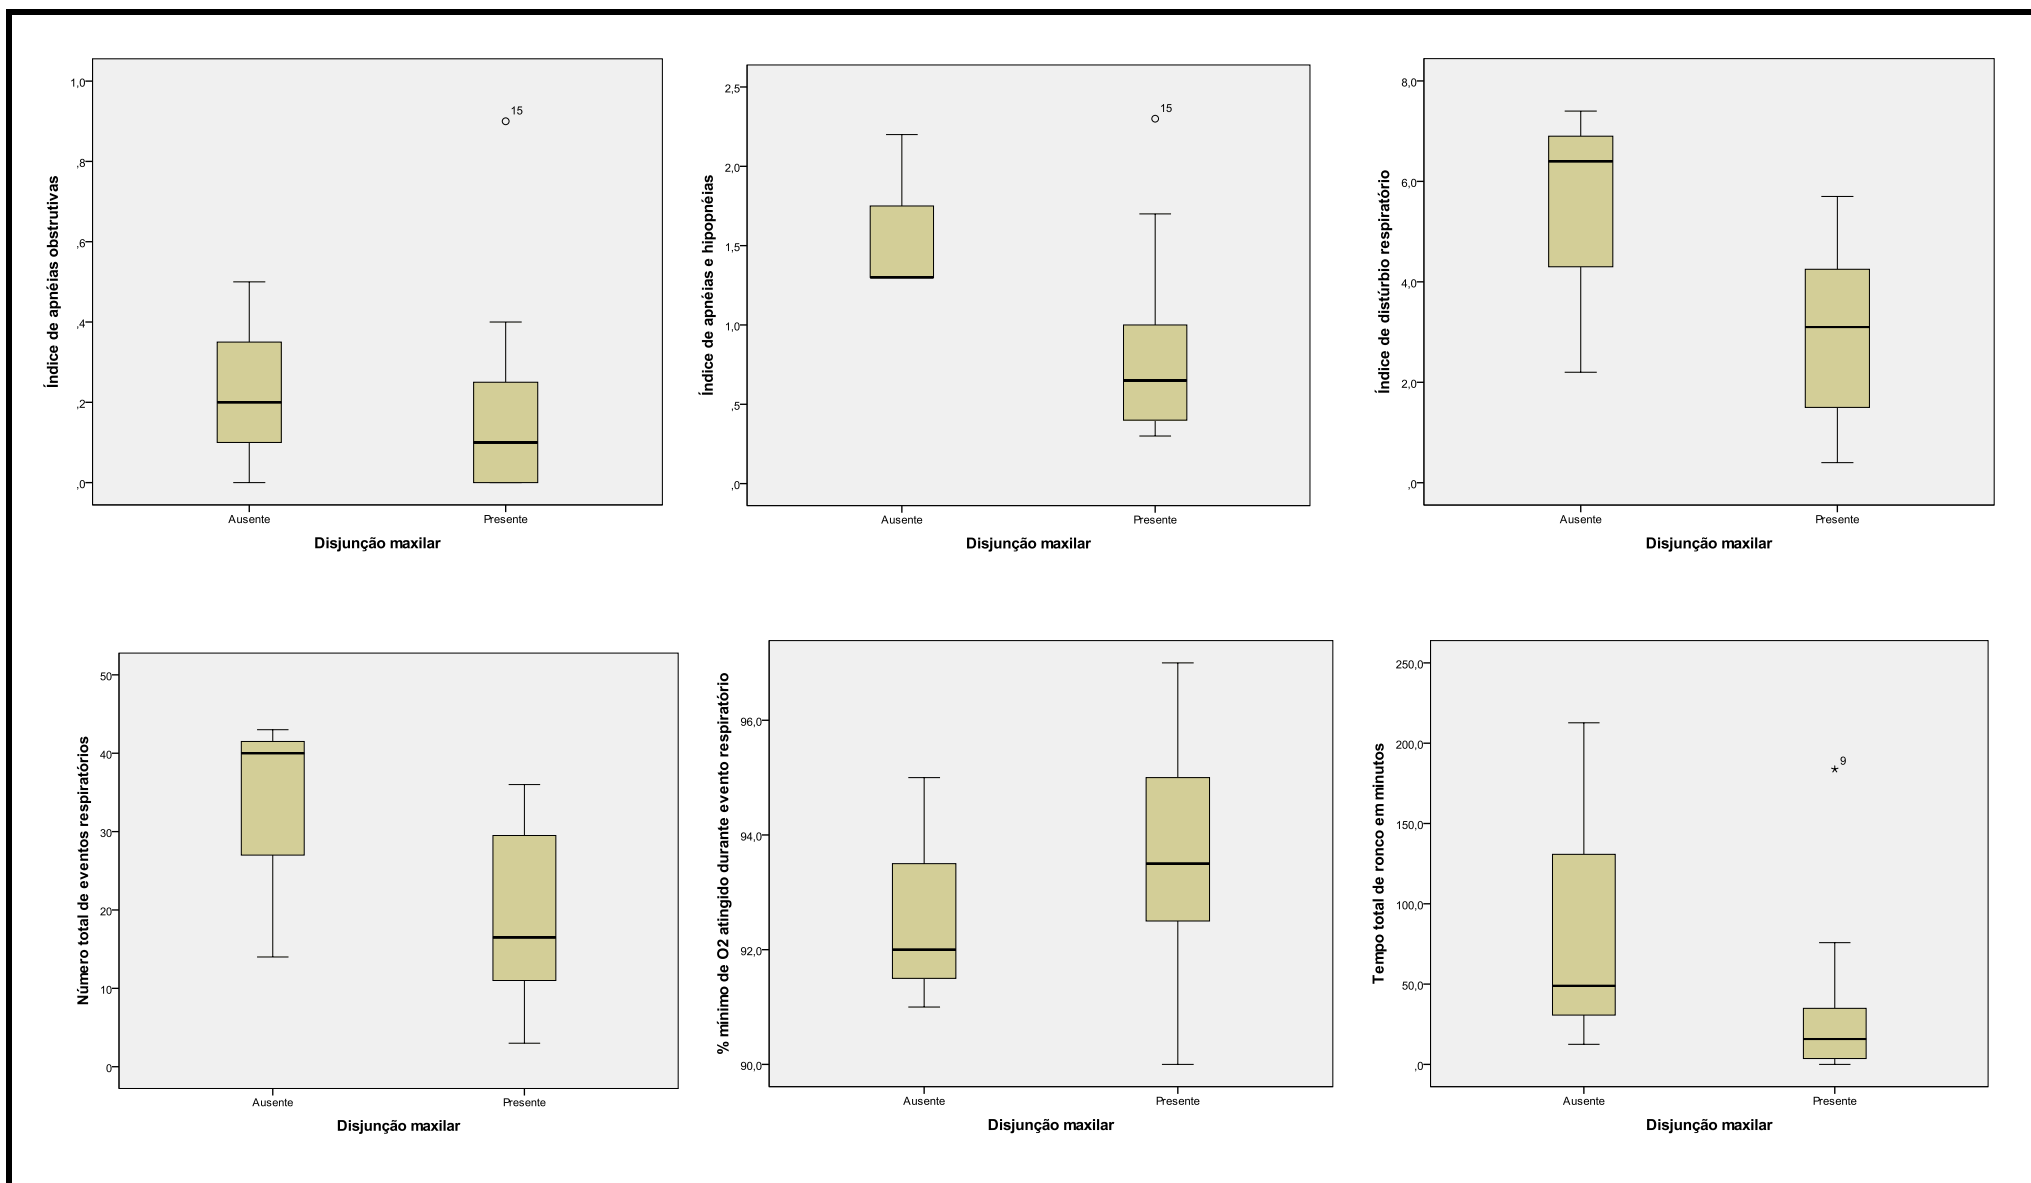 Índice de apnéias obstrutivas
1,0
,8
,6
,4
,2
,0
15
Ausente
Presente
Disjunção maxilar
Índice de apnéias e hipopnéias
2,5
2,0
1,5
1,0
,5
,0
15
Ausente
Presente
Disjunção maxilar
Índice de distúrbio respiratório
8,0
6,0
4,0
2,0
,0
Ausente
Presente
Disjunção maxilar
Número total de eventos respiratórios
50
40
30
20
10
0
Ausente
Presente
Disjunção maxilar
% mínimo de O2 atingido durante evento respiratório
96,0
94,0
92,0
90,0
Ausente
Presente
Disjunção maxilar
Tempo total de ronco em minutos
250,0
200,0
150,0
100,0
50,0
,0
9
Ausente
Presente
Disjunção maxilar